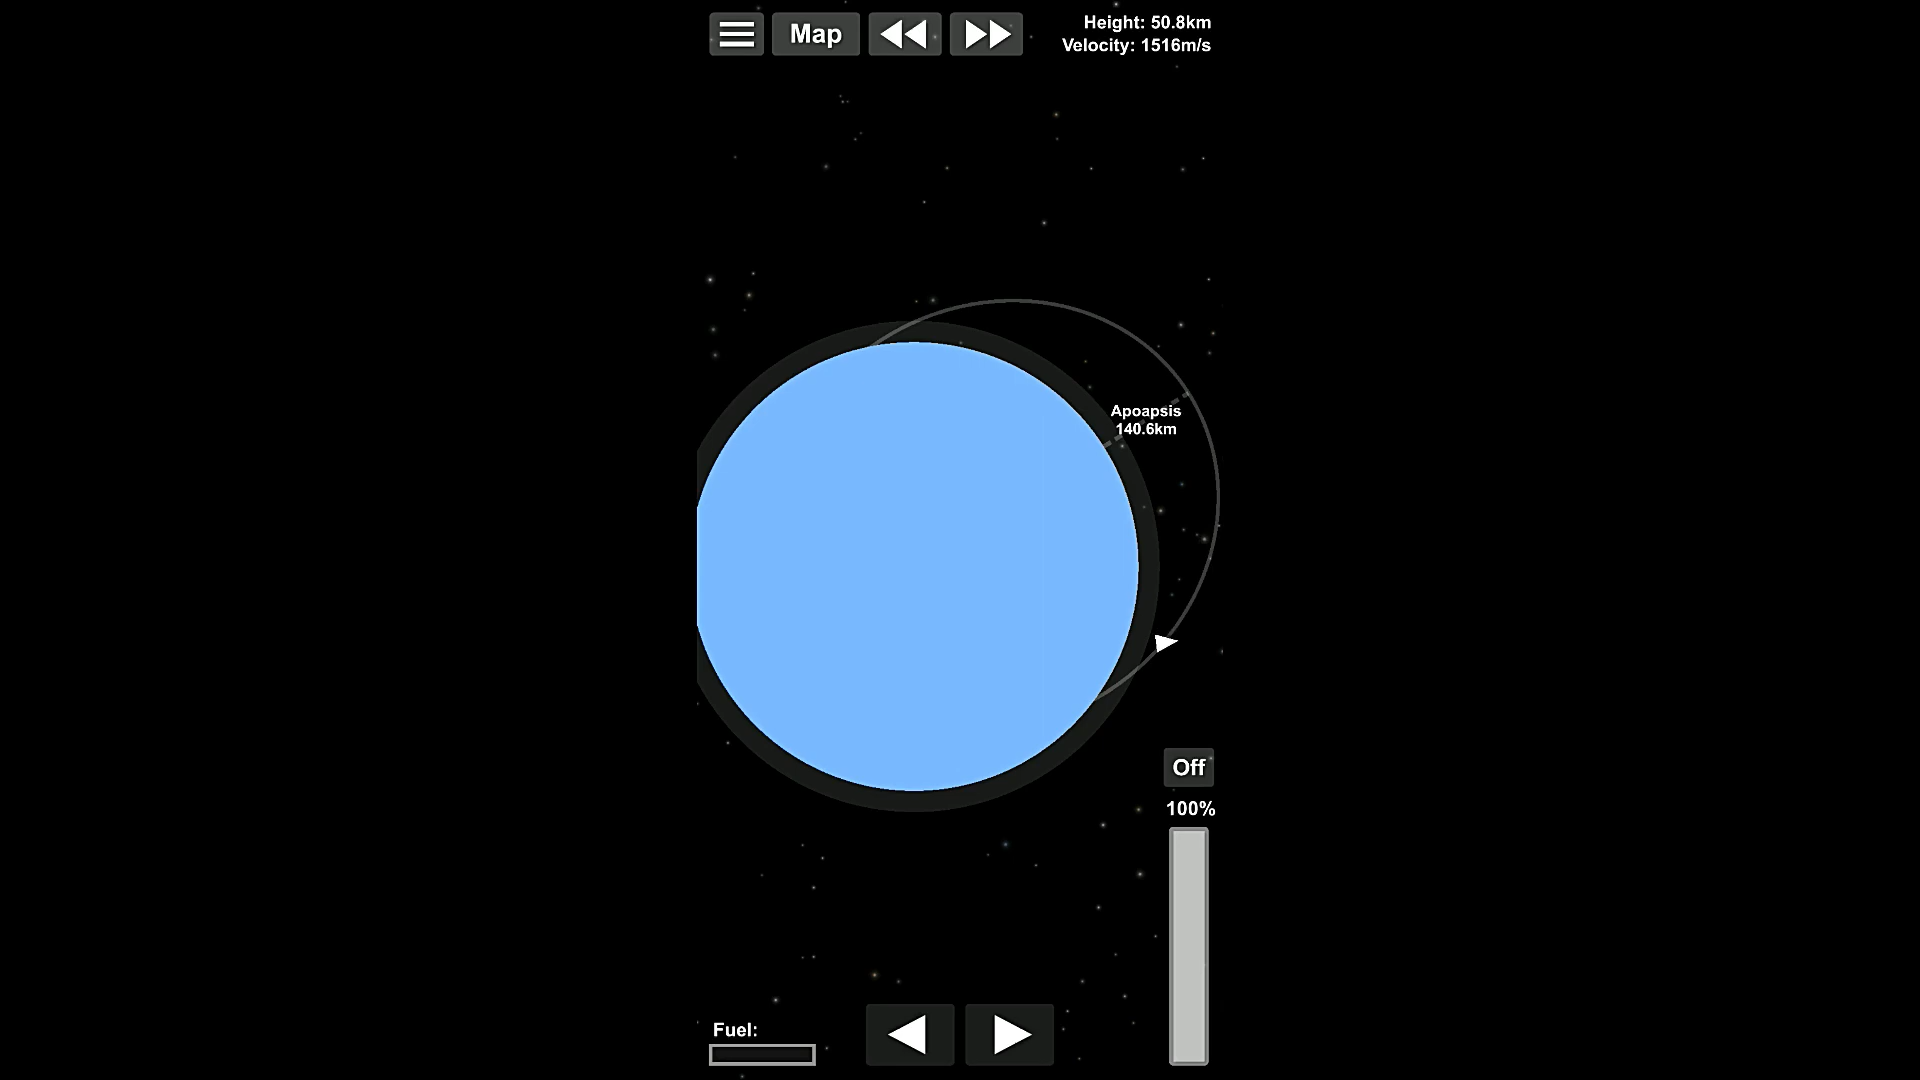 Map
Height: 50.8km
Velocity: 1516m/s
Apoapsis
140.6km
Off
100%
Fuel: